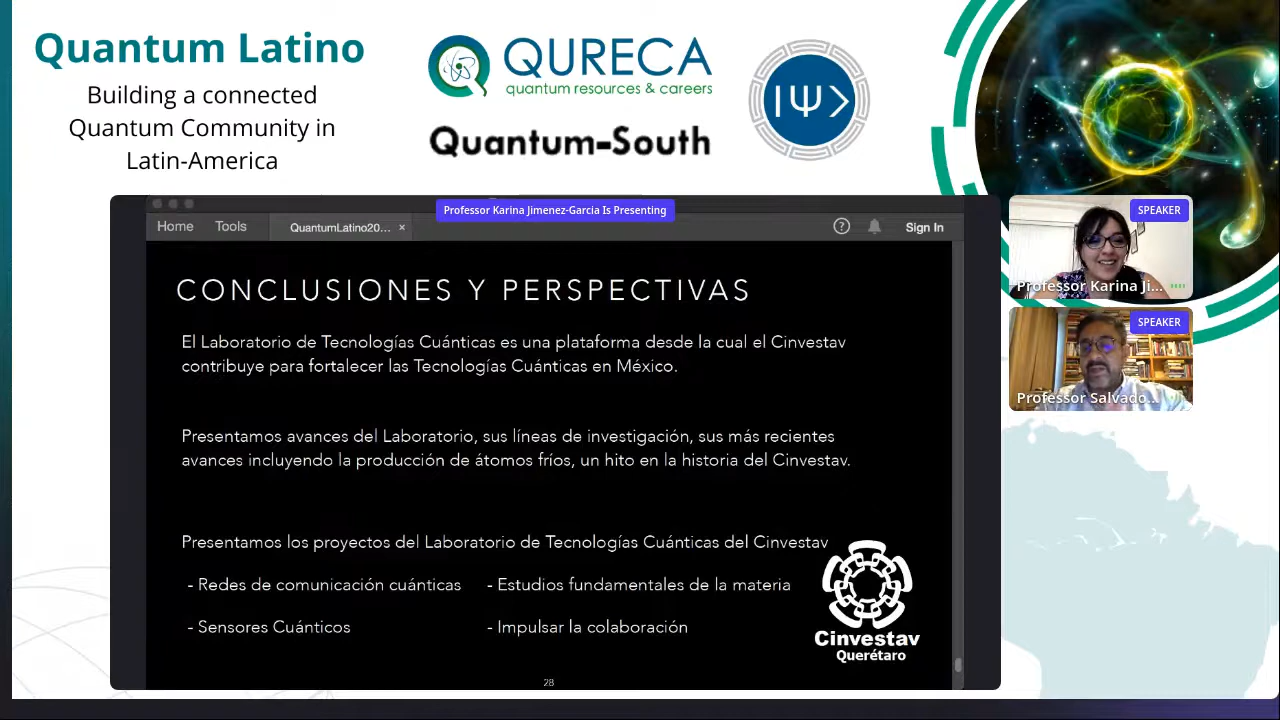 Quantum Latino
Building a connected
Quantum Community in
Latin-America
QURECA
quantum resources & careers
Quantum-South
|Ψ>
Professor Karina Jimenez-Garcia Is Presenting
Home Tools QuantumLatino20... × ? Sign In
CONCLUSIONES Y PERSPECTIVAS
El Laboratorio de Tecnologías Cuánticas es una plataforma desde la cual el Cinvestav
contribuye para fortalecer las Tecnologías Cuánticas en México.
Presentamos avances del Laboratorio, sus líneas de investigación, sus más recientes
avances incluyendo la producción de átomos fríos, un hito en la historia del Cinvestav.
Presentamos los proyectos del Laboratorio de Tecnologías Cuánticas del Cinvestav
- Redes de comunicación cuánticas - Estudios fundamentales de la materia
- Sensores Cuánticos - Impulsar la colaboración
Cinvestav
Querétaro
28
SPEAKER
Professor Karina Ji...
SPEAKER
Professor Salvado...